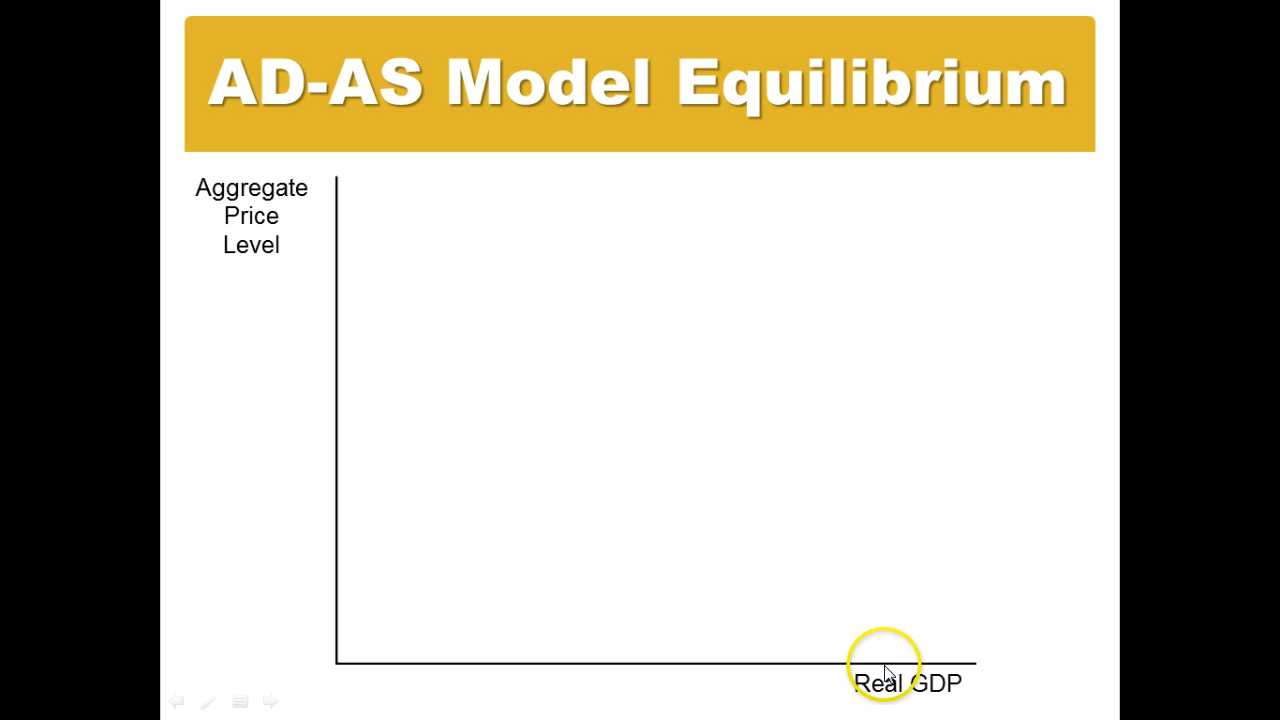 AD-AS Model Equilibrium
Aggregate
Price
Level
Real GDP